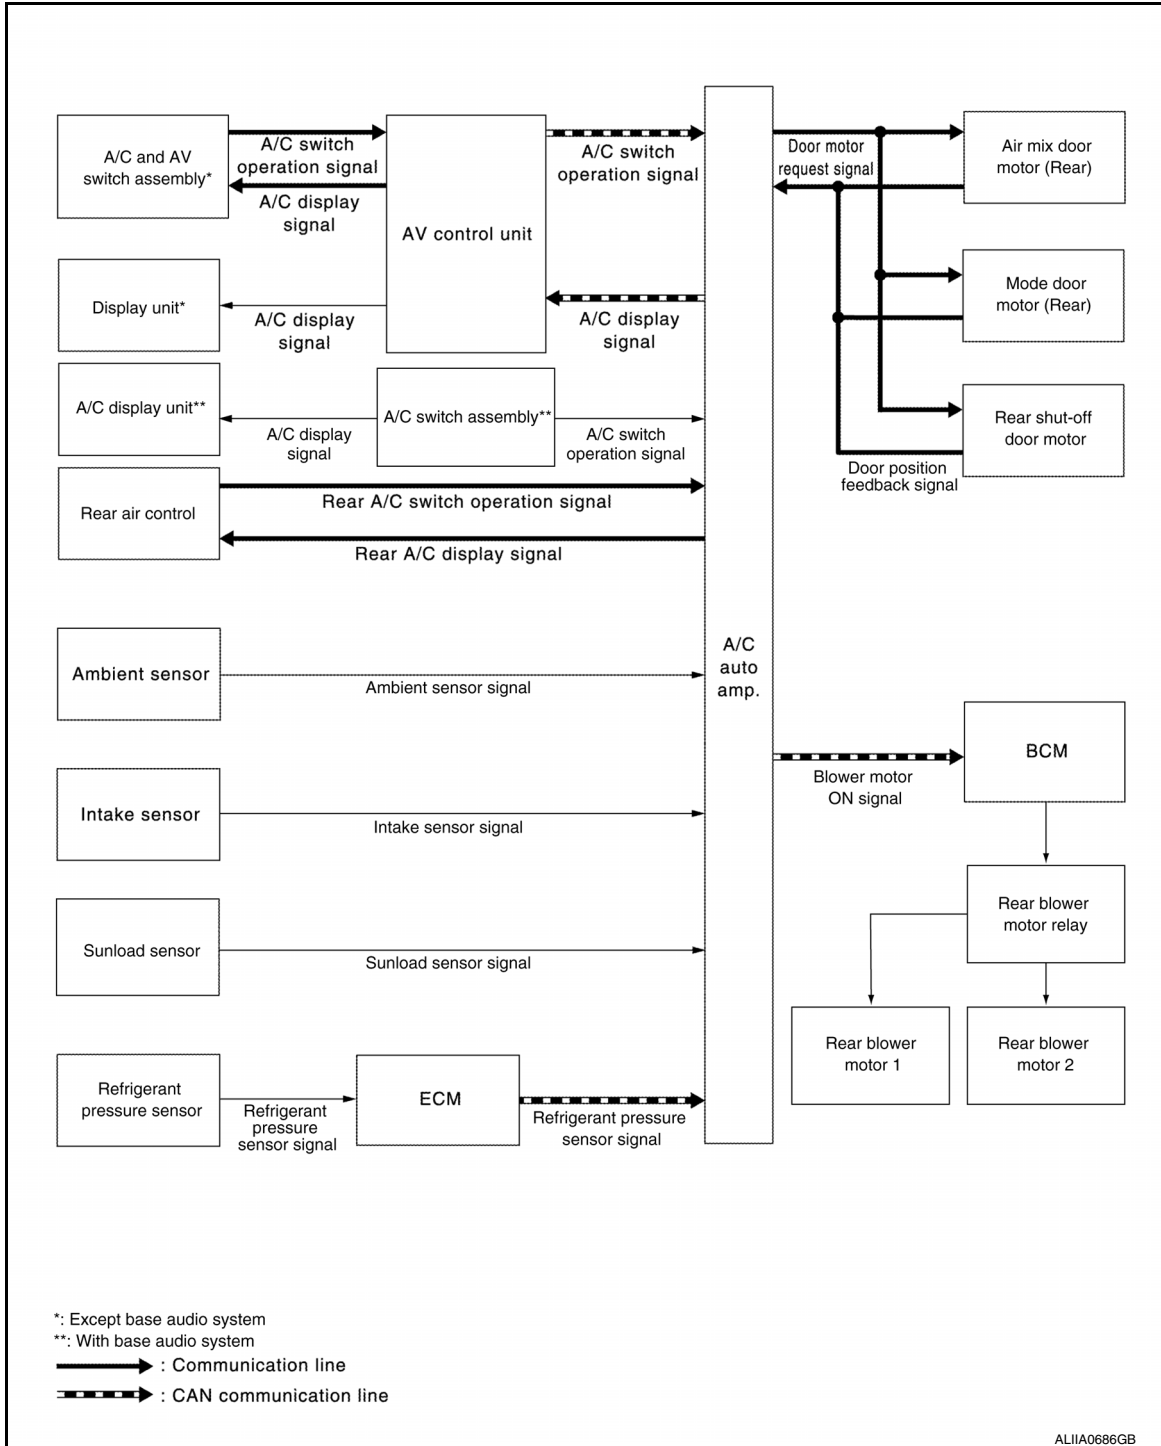 A/C and AV
switch assembly*
A/C switch
operation signal
A/C display
signal
AV control unit
A/C switch
operation signal
A/C display
signal
Display unit*
A/C display
signal
A/C display unit**
A/C display
signal
A/C switch assembly**
A/C switch
operation signal
Rear air control
Rear A/C switch operation signal
Rear A/C display signal
Ambient sensor
Ambient sensor signal
Intake sensor
Intake sensor signal
Sunload sensor
Sunload sensor signal
Refrigerant
pressure sensor
Refrigerant
pressure
sensor signal
ECM
Refrigerant pressure
sensor signal
A/C
auto
amp.
Door motor
request signal
Air mix door
motor (Rear)
Mode door
motor (Rear)
Rear shut-off
door motor
Door position
feedback signal
Blower motor
ON signal
BCM
Rear blower
motor relay
Rear blower
motor 1
Rear blower
motor 2
*: Except base audio system
**: With base audio system
: Communication line
: CAN communication line
ALIIA0686GB